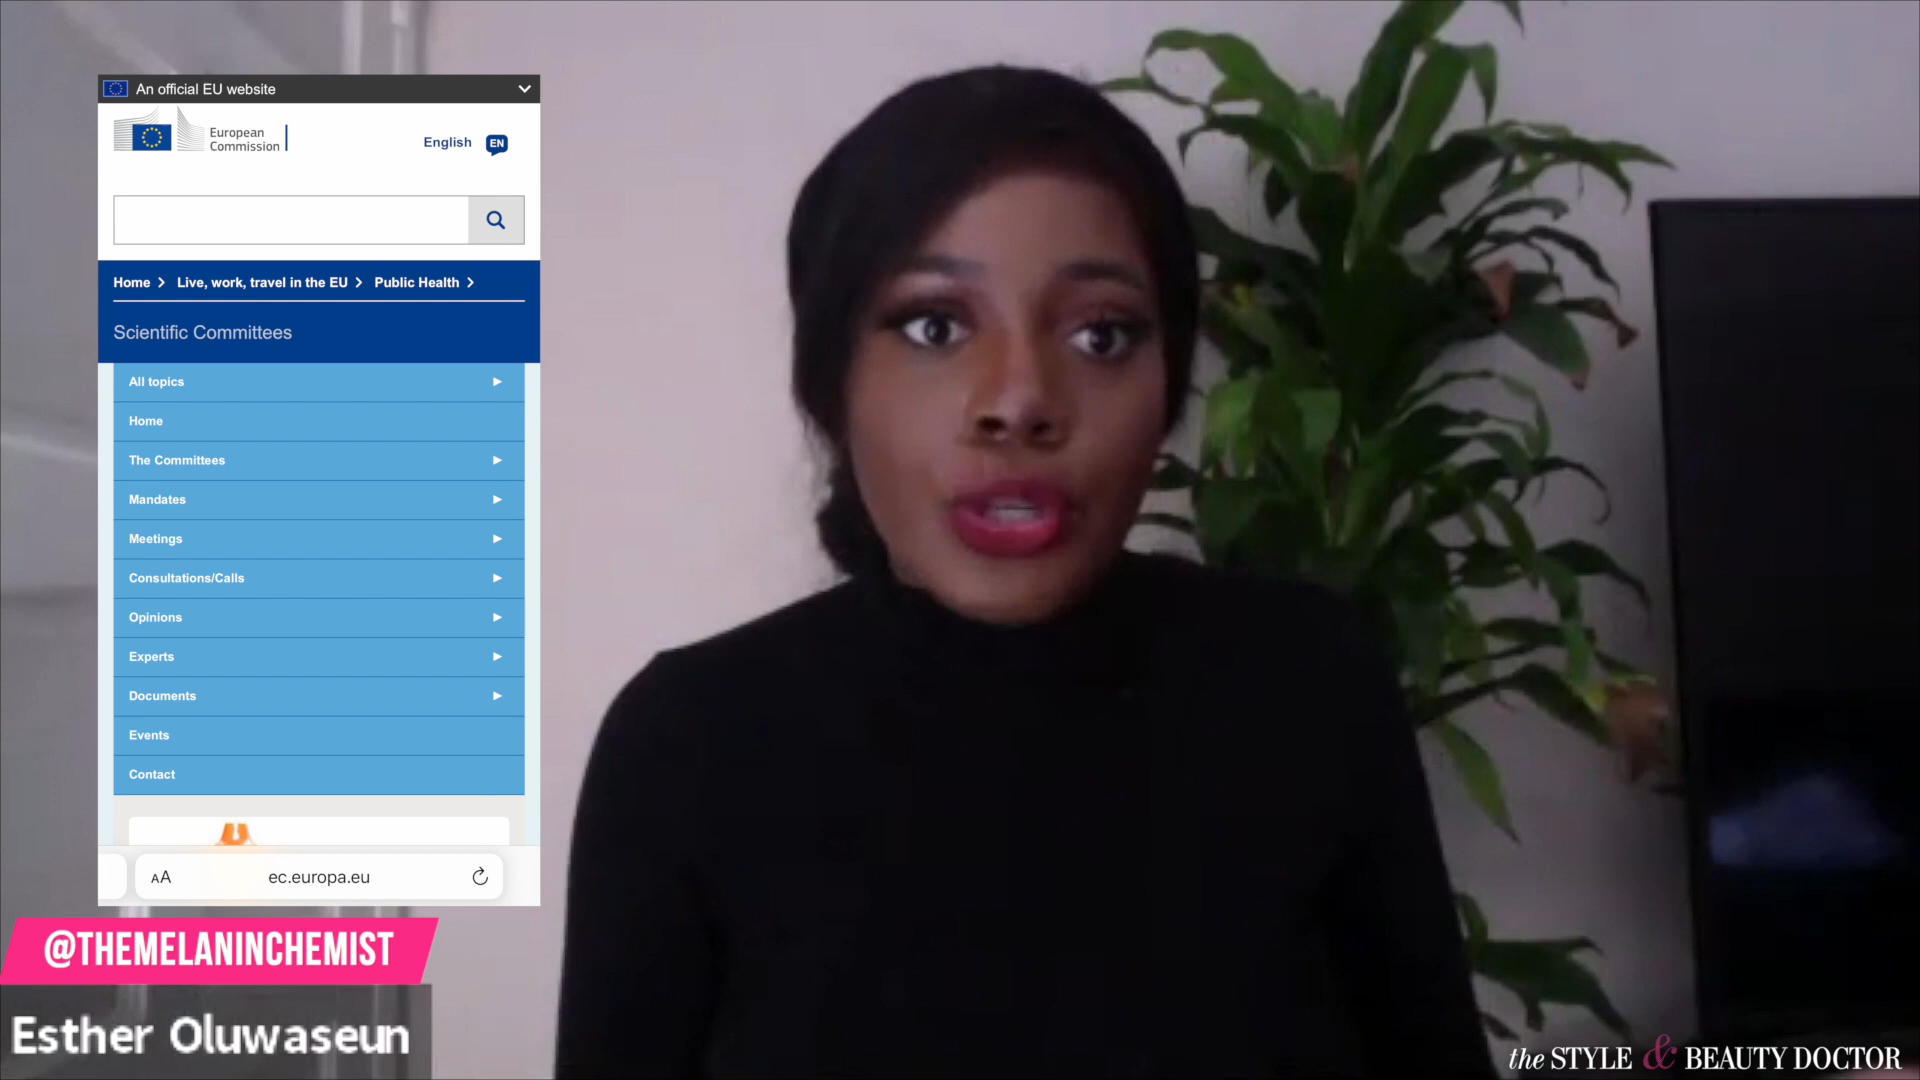 An official EU website
European
Commission
English EN
Home Live, work, travel in the EU Public Health
Scientific Committees
All topics
Home
The Committees
Mandates
Meetings
Consultations/Calls
Opinions
Experts
Documents
Events
Contact
AA ec.europa.eu
@THEMELANINCHEMIST
Esther Oluwaseun
the STYLE & BEAUTY DOCTOR